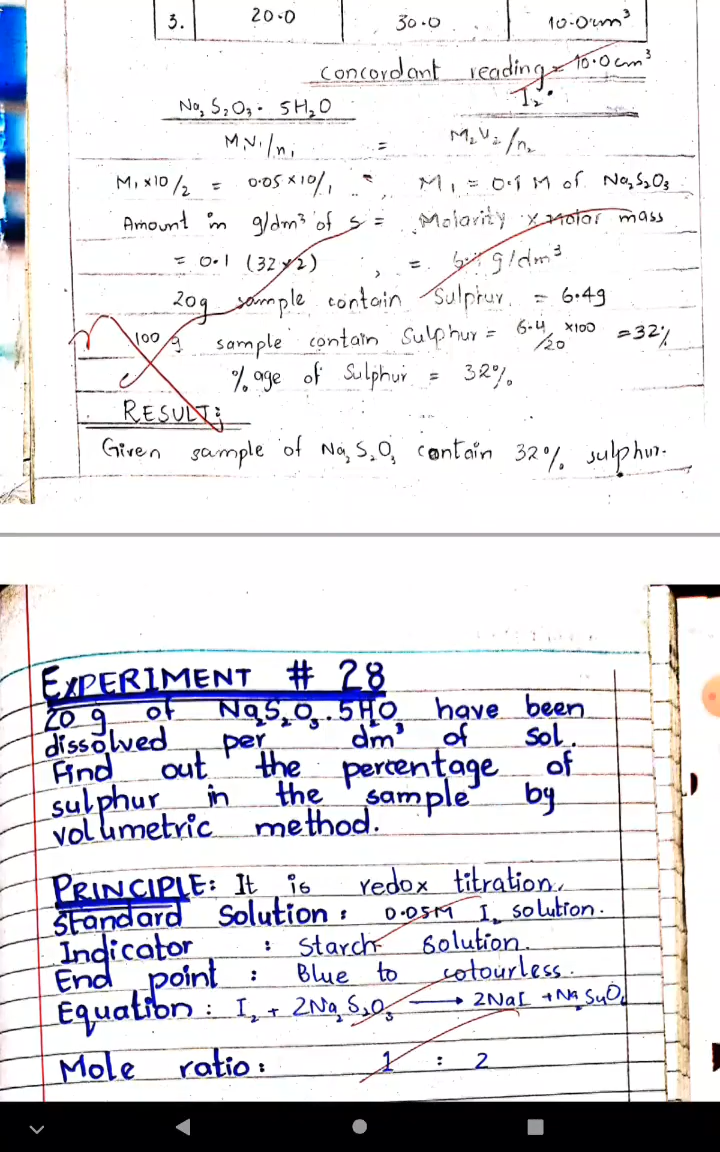 3. 20.0 30.0 10.0cm³
Concordant reading = 10.0cm³
Na₂S₂O₃. 5H₂O I₂.
M₁V₁/n₁ = M₂V₂/n₂
M₁×10/2 = 0.05×10/1 M₁ = 0.1 M of Na₂S₂O₃
Amount in g/dm³ of S = Molarity × Molar mass
= 0.1 (32×2) ; = g/dm³
20g sample contain Sulphur = 6.4g
100 g sample contain Sulphur = 6.4/20 ×100 =32%
%age of Sulphur = 32%
RESULT;
Given sample of Na₂S₂O₃ contain 32% sulphur.
EXPERIMENT # 28
20 g of Na₂S₂O₃.5H₂O have been
dissolved per dm³ of sol.
Find out the percentage of
sulphur in the sample by
volumetric method.
PRINCIPLE: It is redox titration.
Standard Solution : 0.05M I₂ solution.
Indicator : Starch Solution.
End point : Blue to colourless.
Equation : I₂ + 2Na₂S₂O₃ → 2NaI + Na₂S₄O₆
Mole ratio : 1 : 2